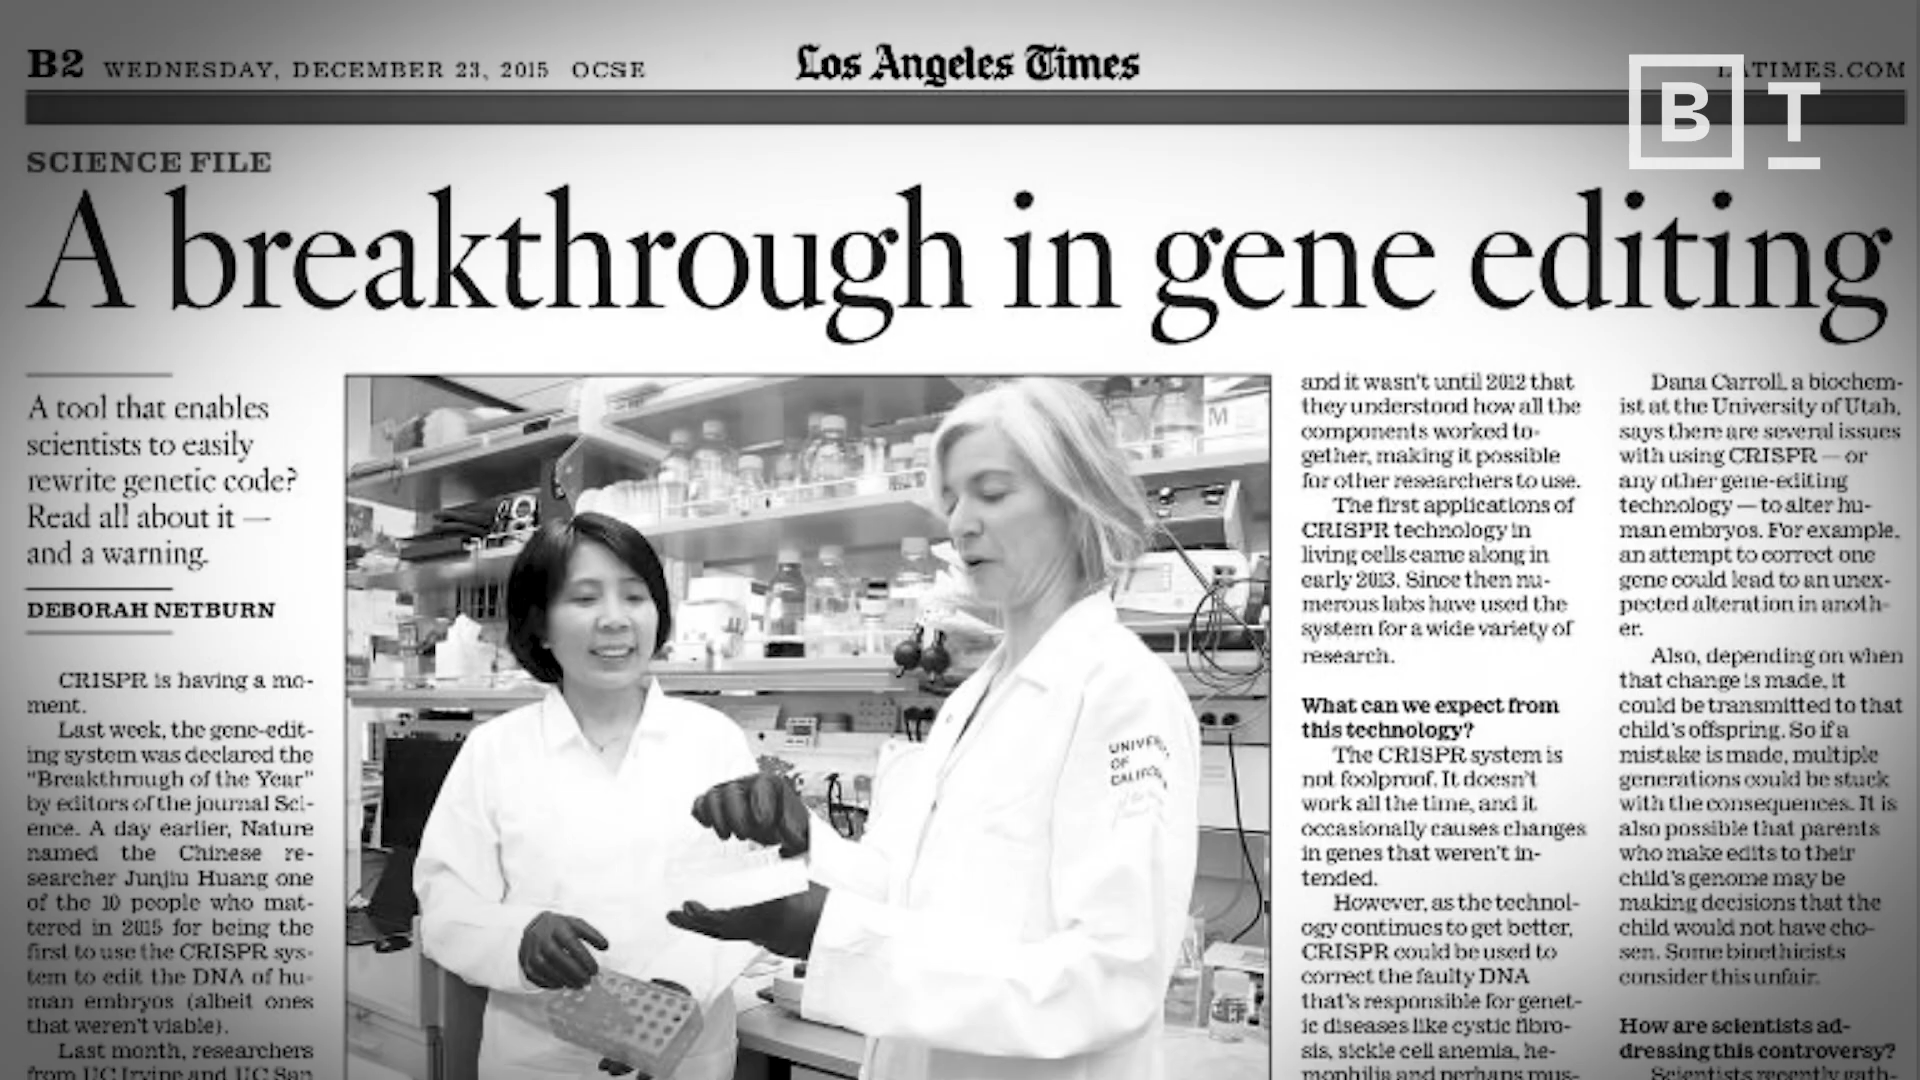 B2 WEDNESDAY, DECEMBER 23, 2015 OCSE
Los Angeles Times
LATIMES.COM
B T
SCIENCE FILE
A breakthrough in gene editing
A tool that enables
scientists to easily
rewrite genetic code?
Read all about it —
and a warning.
DEBORAH NETBURN
CRISPR is having a mo-
ment.
Last week, the gene-edit-
ing system was declared the
“Breakthrough of the Year”
by editors of the journal Sci-
ence. A day earlier, Nature
named the Chinese re-
searcher Junjiu Huang one
of the 10 people who mat-
tered in 2015 for being the
first to use the CRISPR sys-
tem to edit the DNA of hu-
man embryos (albeit ones
that weren't viable).
Last month, researchers
from UC Irvine and UC San
M
UNIVER
OF
CALIFO
and it wasn't until 2012 that
they understood how all the
components worked to-
gether, making it possible
for other researchers to use.
The first applications of
CRISPR technology in
living cells came along in
early 2013. Since then nu-
merous labs have used the
system for a wide variety of
research.
What can we expect from
this technology?
The CRISPR system is
not foolproof. It doesn't
work all the time, and it
occasionally causes changes
in genes that weren't in-
tended.
However, as the technol-
ogy continues to get better,
CRISPR could be used to
correct the faulty DNA
that's responsible for genet-
ic diseases like cystic fibro-
sis, sickle cell anemia, he-
mophilia and perhaps mus-
Dana Carroll, a biochem-
ist at the University of Utah,
says there are several issues
with using CRISPR — or
any other gene-editing
technology — to alter hu-
man embryos. For example,
an attempt to correct one
gene could lead to an unex-
pected alteration in anoth-
er.
Also, depending on when
that change is made, it
could be transmitted to that
child's offspring. So if a
mistake is made, multiple
generations could be stuck
with the consequences. It is
also possible that parents
who make edits to their
child's genome may be
making decisions that the
child would not have cho-
sen. Some bioethicists
consider this unfair.
How are scientists ad-
dressing this controversy?
Scientists recently gath-